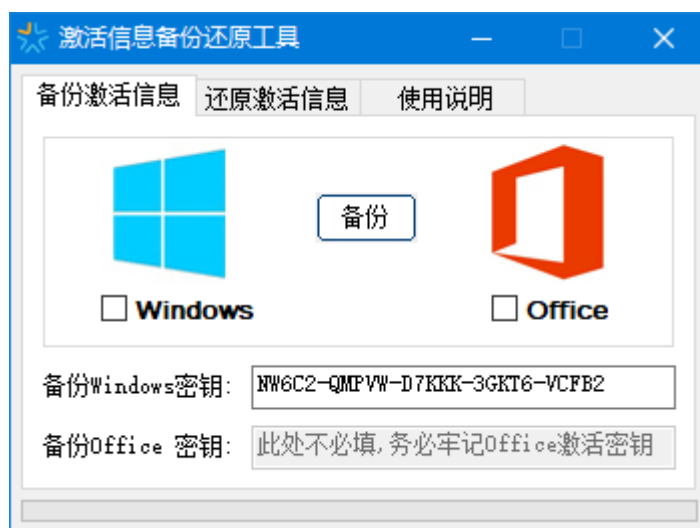 激活信息备份还原工具
备份激活信息 还原激活信息 使用说明
备份
Windows Office
备份Windows密钥: NW6C2-QMPVW-D7KKK-3GKT6-VCFB2
备份Office 密钥: 此处不必填,务必牢记Office激活密钥